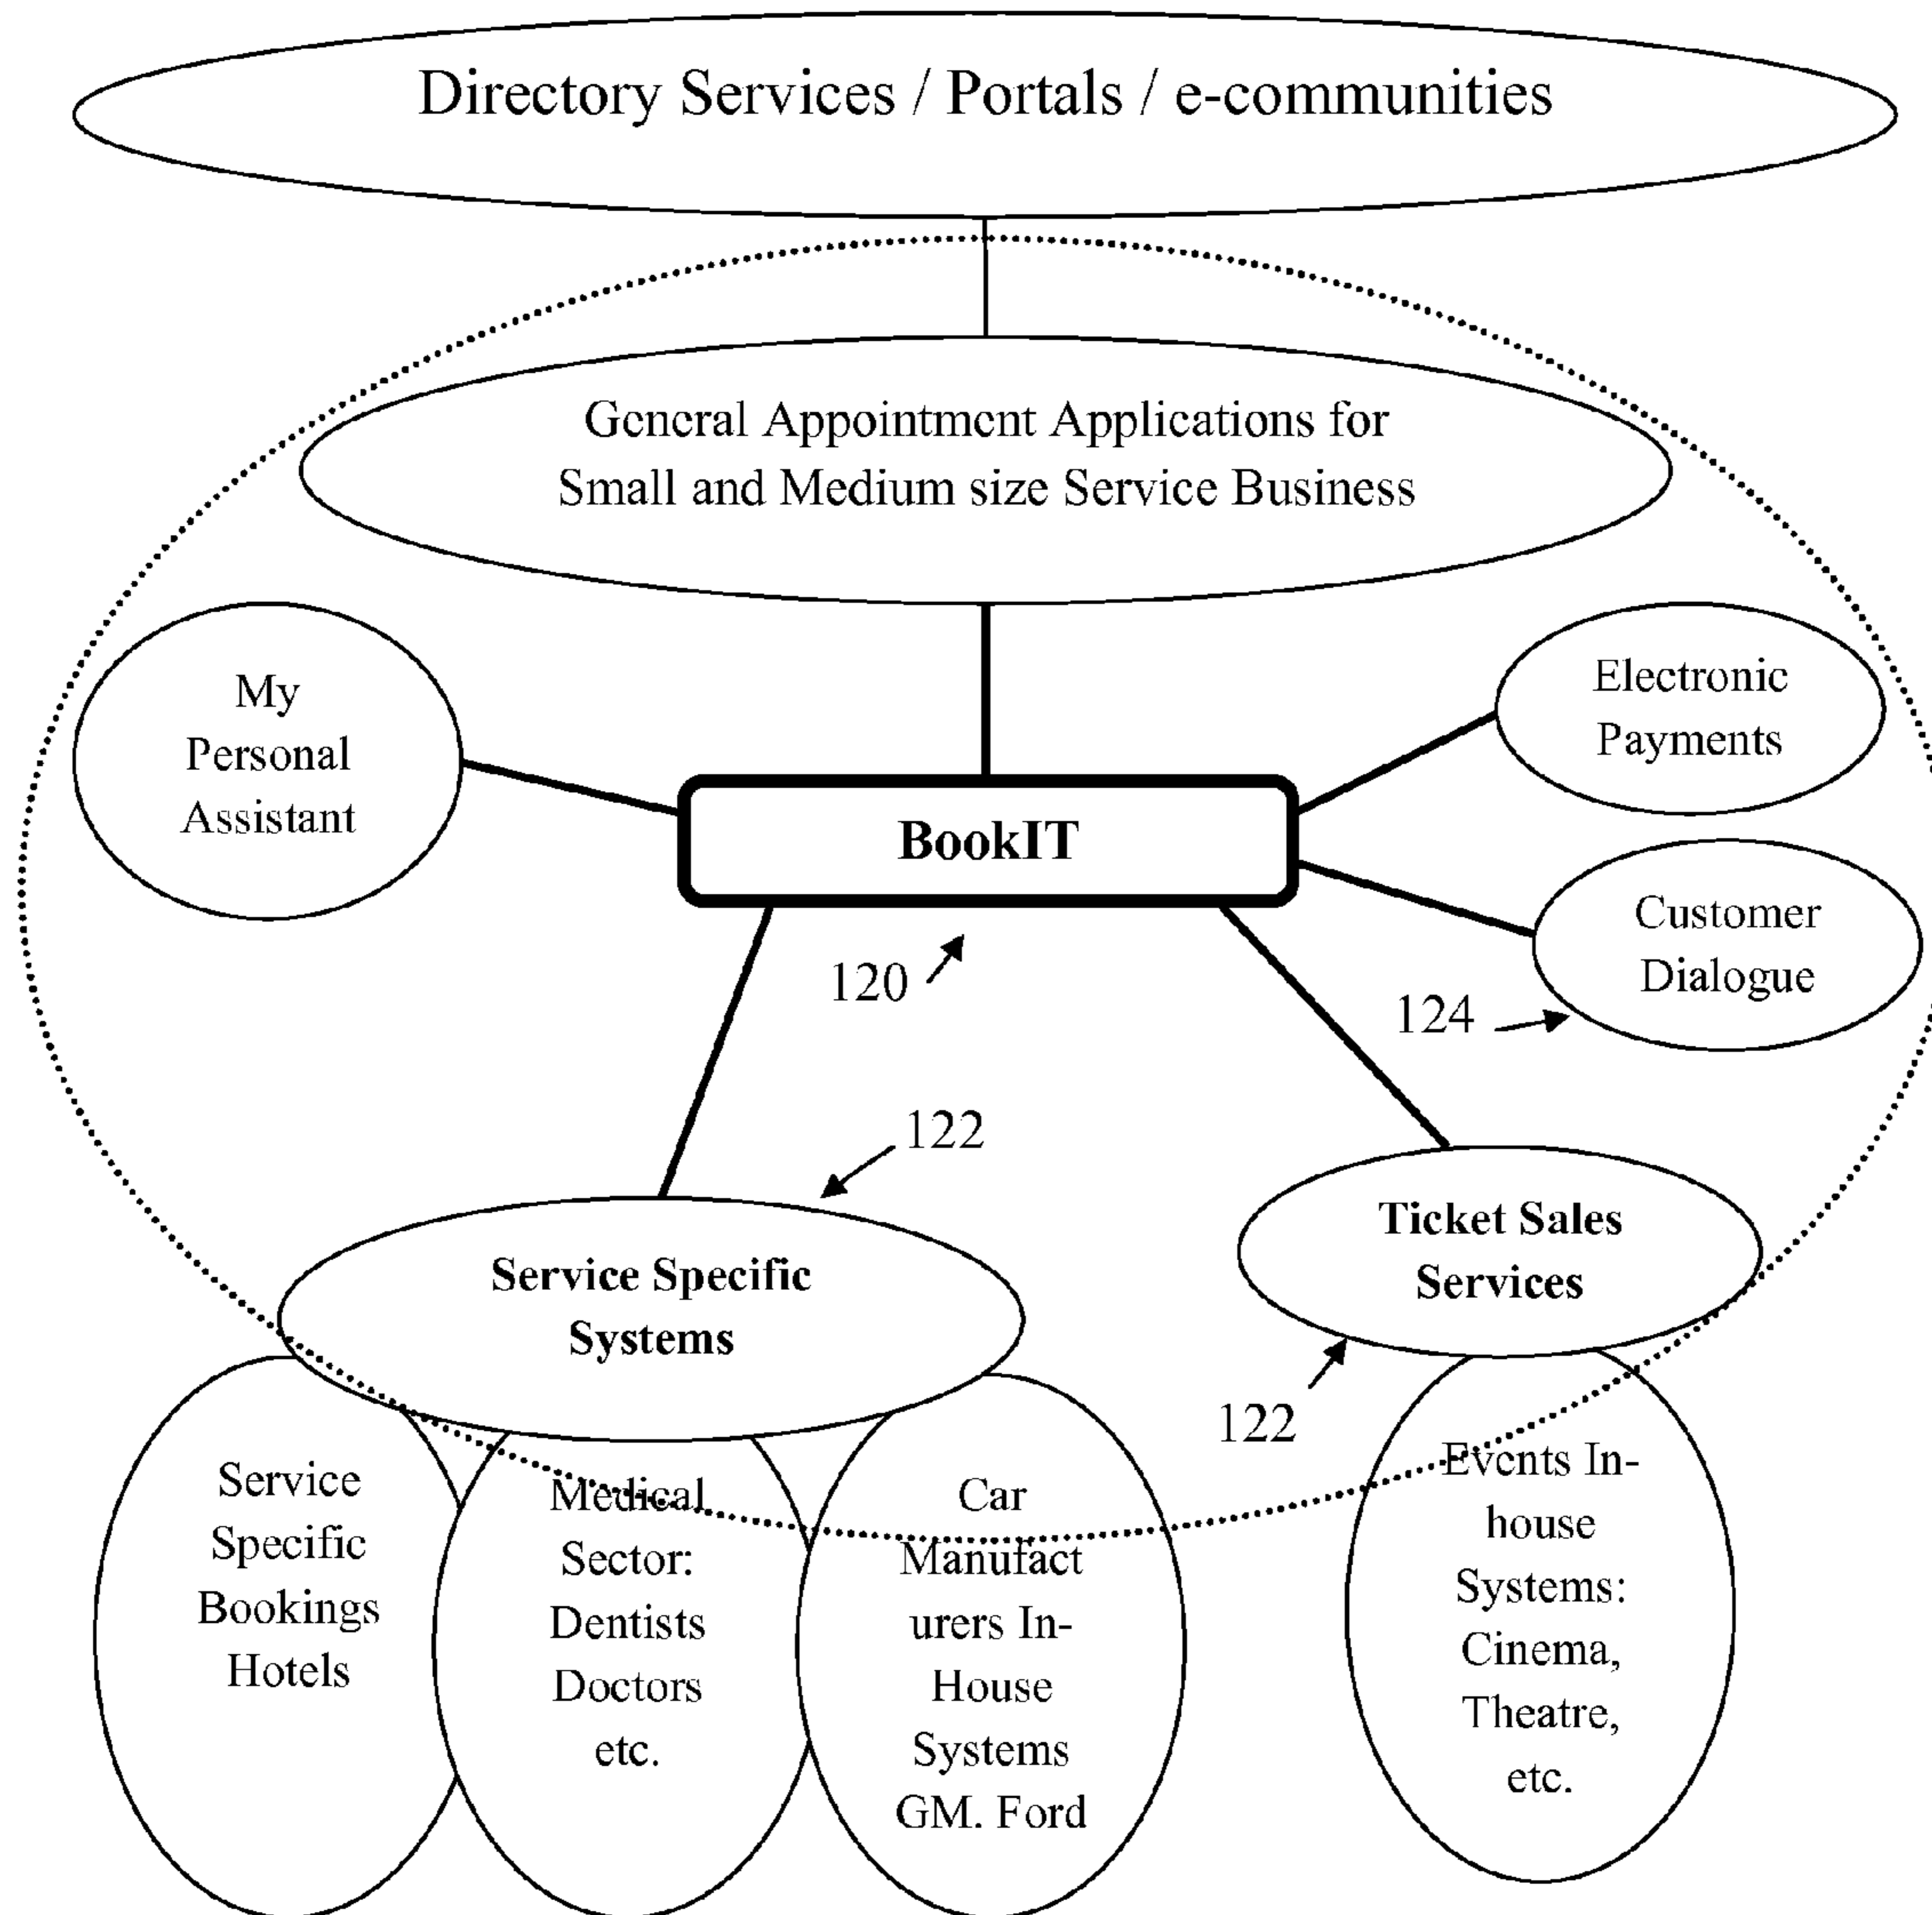 Directory Services / Portals / e-communities
General Appointment Applications for
Small and Medium size Service Business
My
Personal
Assistant
Electronic
Payments
BookIT
Customer
Dialogue
120
124
122
Service Specific
Systems
Ticket Sales
Services
122
Service
Specific
Bookings
Hotels
Medical
Sector:
Dentists
Doctors
etc.
Car
Manufact
urers In-
House
Systems
GM. Ford
Events In-
house
Systems:
Cinema,
Theatre,
etc.